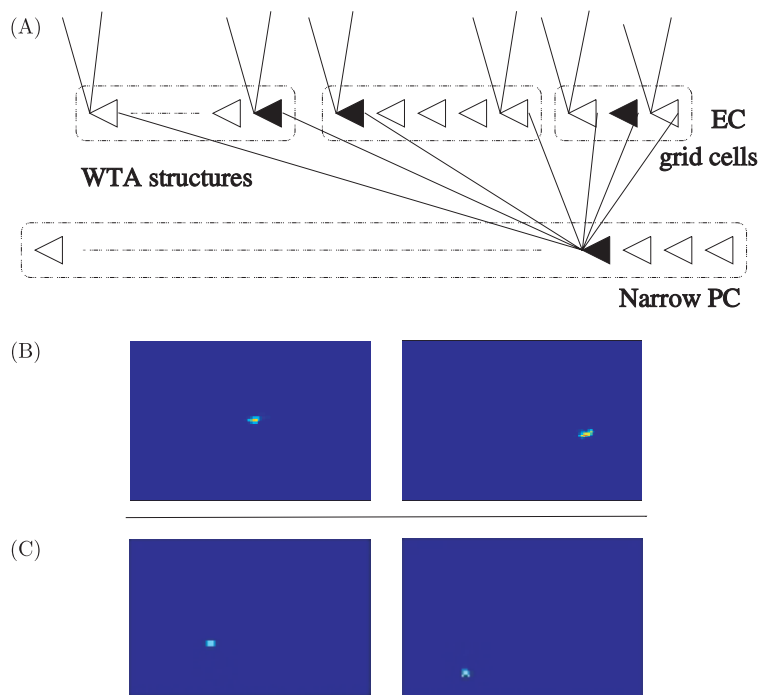 (A)
EC
grid cells
WTA structures
Narrow PC
(B)
(C)